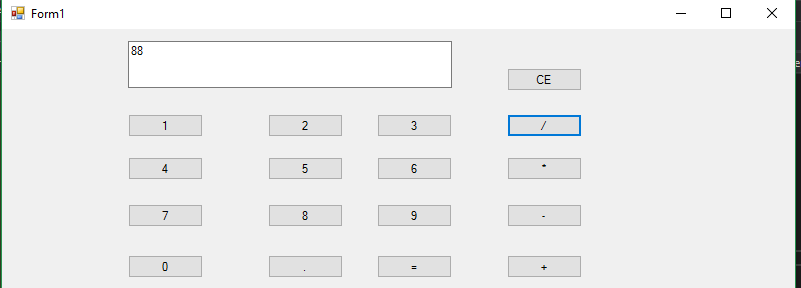 Form1
88
CE
1 2 3 /
4 5 6 *
7 8 9 -
0 . = +